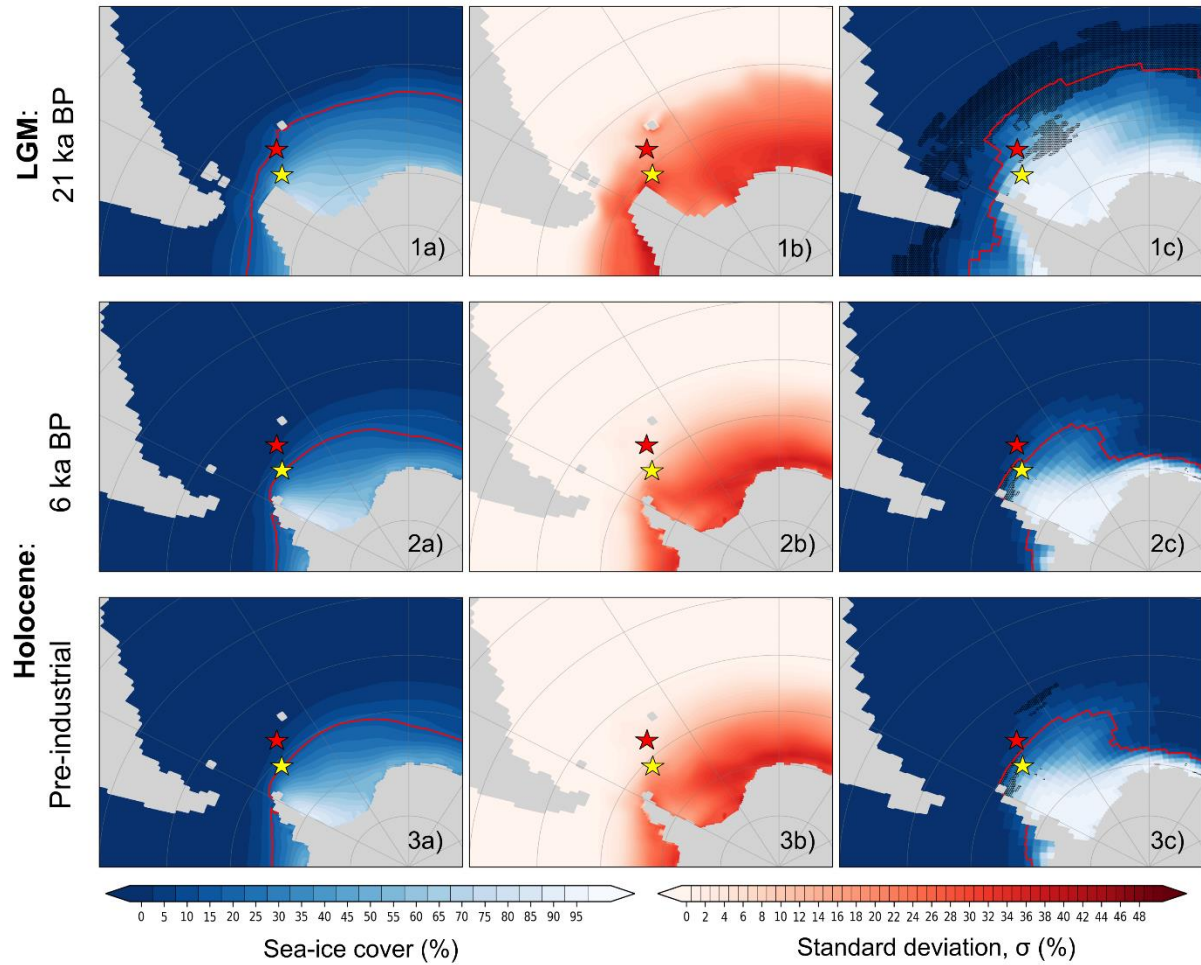 LGM:
21 ka BP
1a)
1b)
1c)
Holocene:
6 ka BP
2a)
2b)
2c)
Pre-industrial
3a)
3b)
3c)
0 5 10 15 20 25 30 35 40 45 50 55 60 65 70 75 80 85 90 95
Sea-ice cover (%)
0 2 4 6 8 10 12 14 16 18 20 22 24 26 28 30 32 34 36 38 40 42 44 46 48
Standard deviation, σ (%)